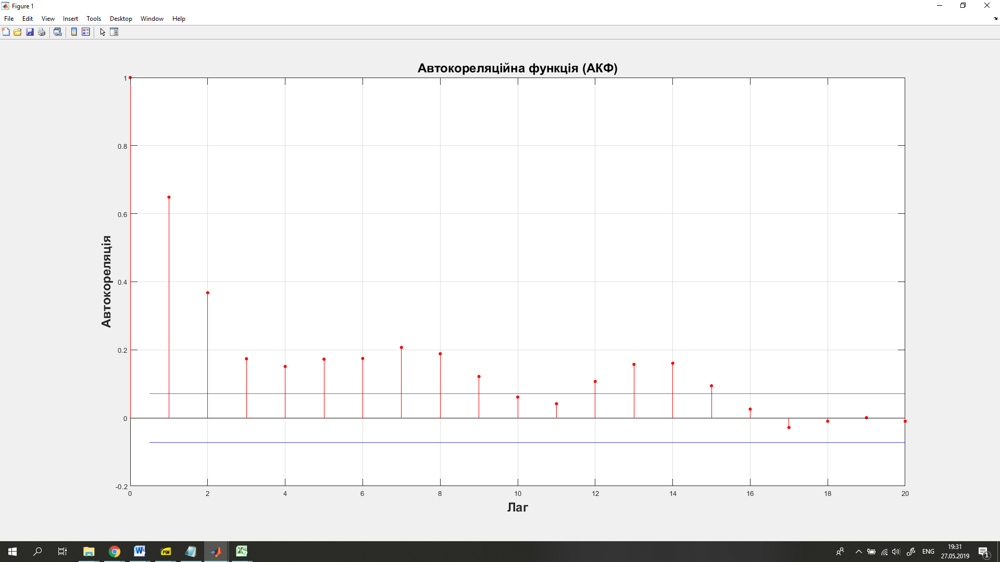 Figure 1
File Edit View Insert Tools Desktop Window Help
Автокореляційна функція (АКФ)
1
0.8
0.6
0.4
0.2
0
-0.2
Автокореляція
0 2 4 6 8 10 12 14 16 18 20
Лаг
W PDF X
ENG
19:31
27.05.2019
1